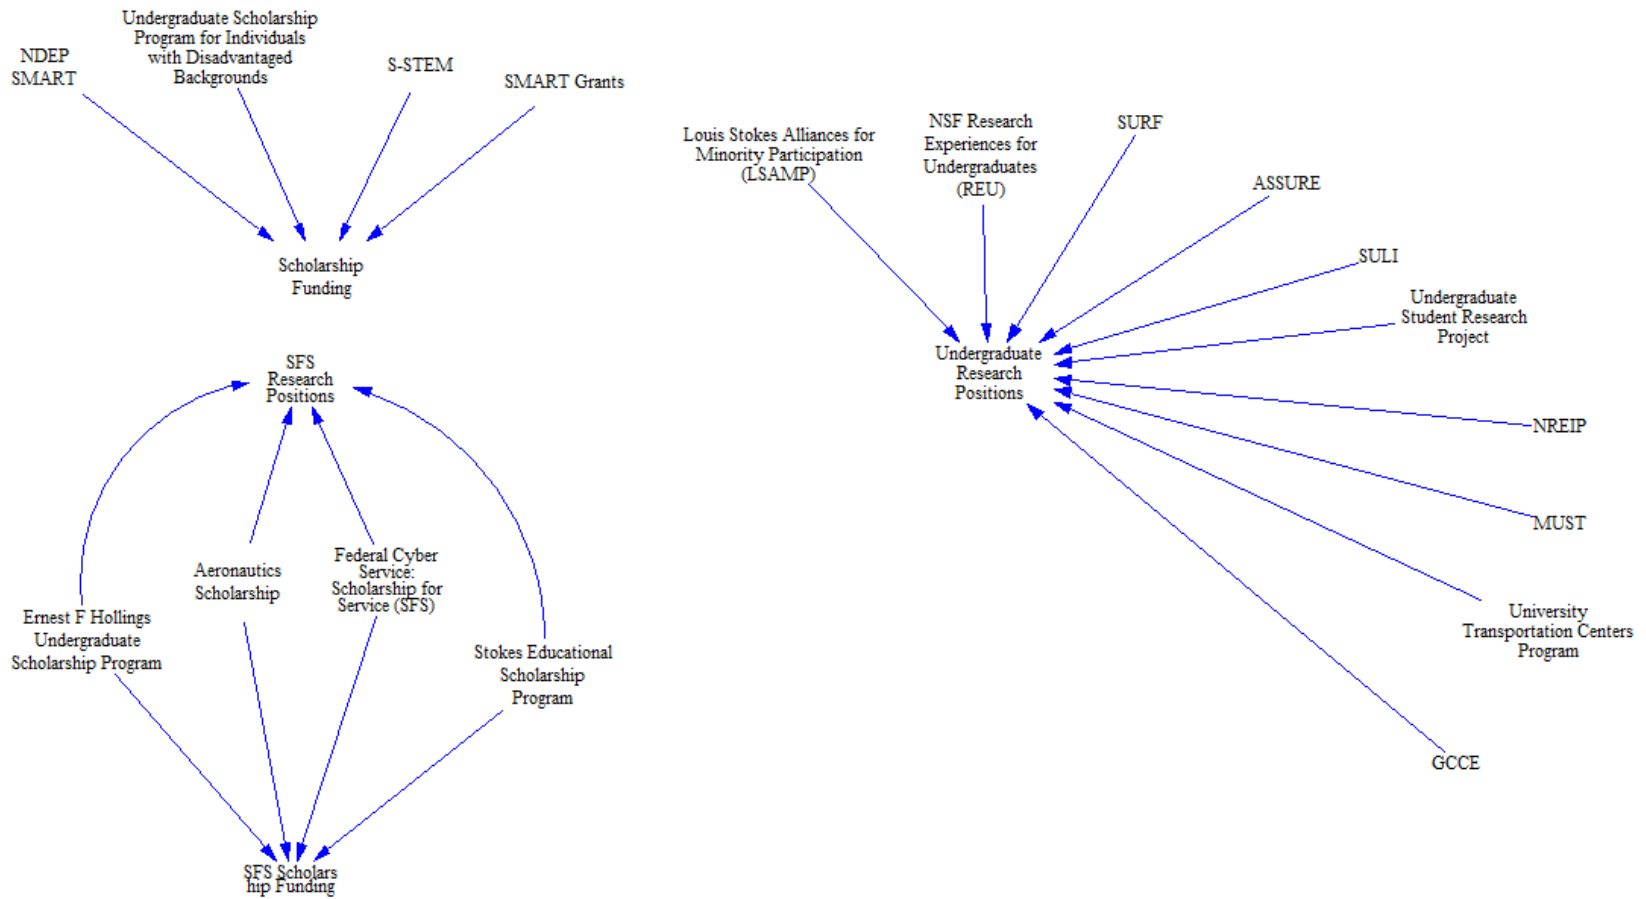 NDEP
SMART
Undergraduate Scholarship
Program for Individuals
with Disadvantaged
Backgrounds
S-STEM
SMART Grants
Scholarship
Funding
SFS
Research
Positions
Ernest F Hollings
Undergraduate
Scholarship Program
Aeronautics
Scholarship
Federal Cyber
Service:
Scholarship for
Service (SFS)
Stokes Educational
Scholarship
Program
SFS Scholars
hip Funding
Louis Stokes Alliances for
Minority Participation
(LSAMP)
NSF Research
Experiences for
Undergraduates
(REU)
SURF
ASSURE
SULI
Undergraduate
Student Research
Project
Undergraduate
Research
Positions
NREIP
MUST
University
Transportation Centers
Program
GCCE